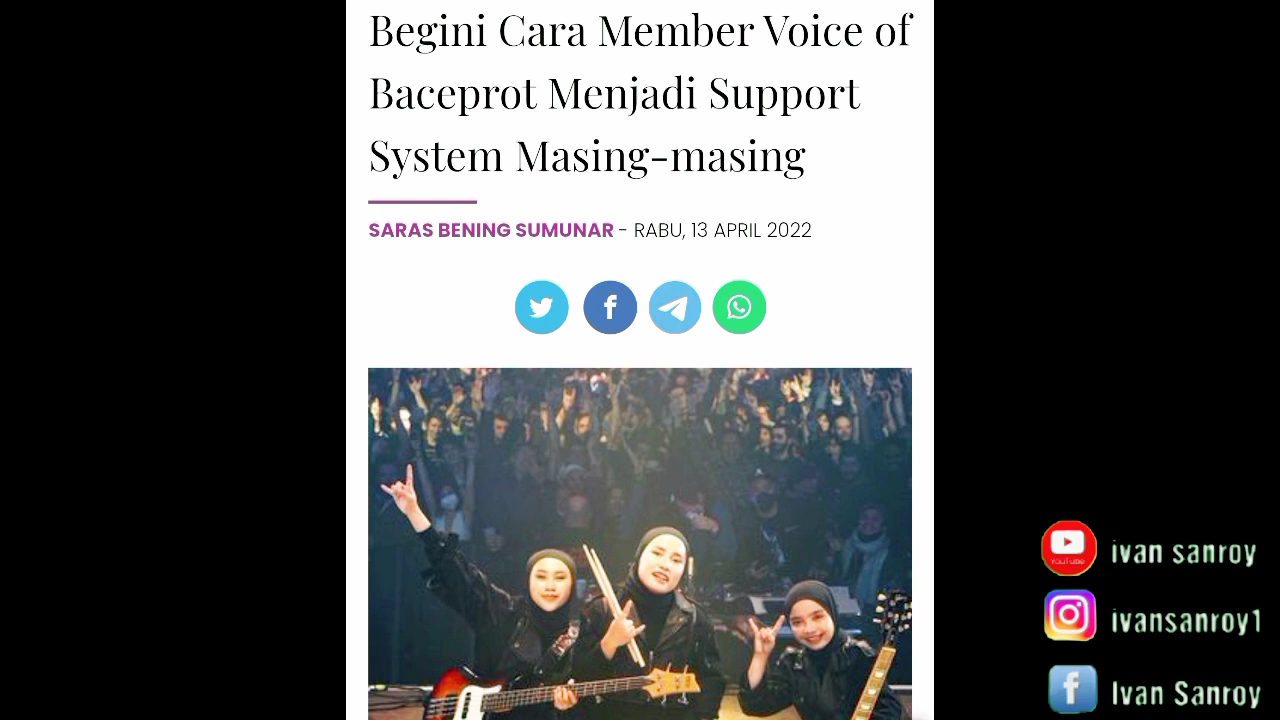 Begini Cara Member Voice of
Baceprot Menjadi Support
System Masing-masing
SARAS BENING SUMUNAR - RABU, 13 APRIL 2022
YouTube
ivan sanroy
ivansanroy1
Ivan Sanroy